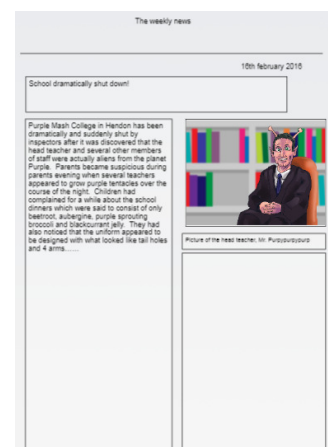 The weekly news
16th february 2016
School dramatically shut down!
Purple Mash College in Hendon has been
dramatically and suddenly shut by
inspectors after it was discovered that the
head teacher and several other members
of staff were actually aliens from the planet
Purple. Parents became suspicious during
parents evening when several teachers
appeared to grow purple tentacles over the
course of the night. Children had
complained for a while about the school
dinners which were said to consist of only
beetroot, aubergine, purple sprouting
broccoli and blackcurrant jelly. They had
also noticed that the uniform appeared to
be designed with what looked like tail holes
and 4 arms......
Picture of the head teacher, Mr.